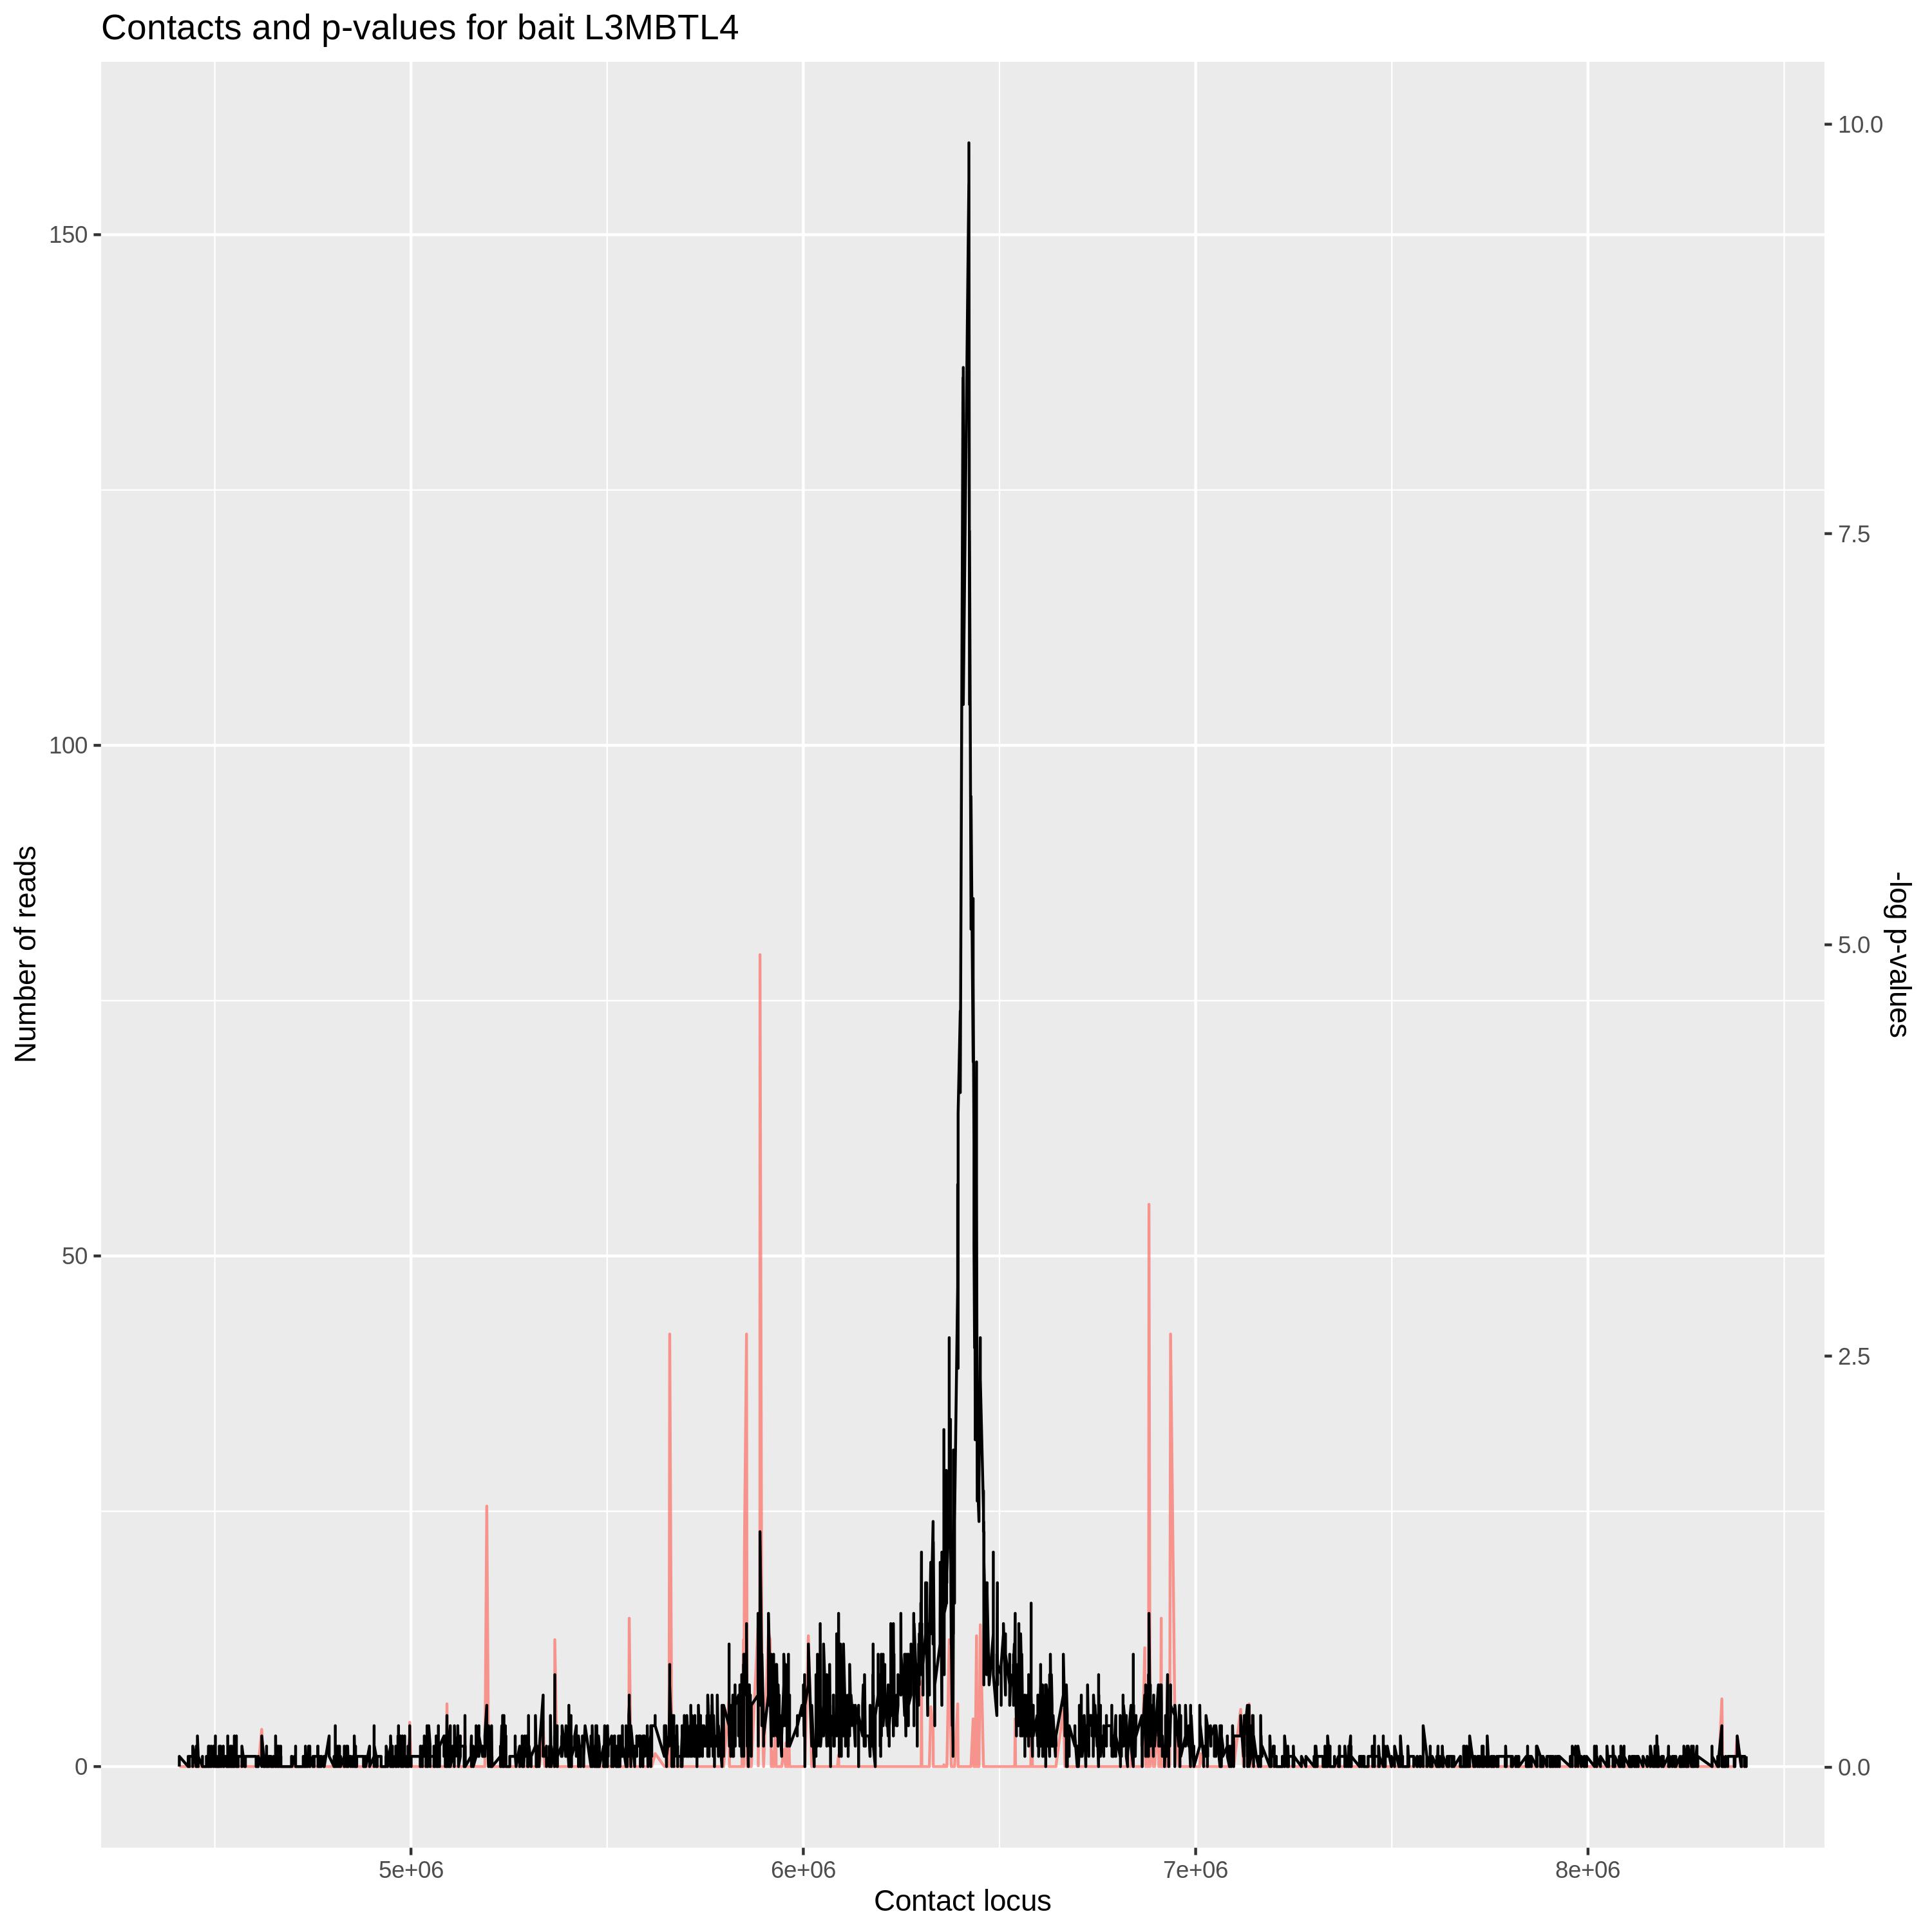 Contacts and p-values for bait L3MBTL4
150
100
50
0
Number of reads
10.0
7.5
5.0
2.5
0.0
-log p-values
5e+06
6e+06
7e+06
8e+06
Contact locus